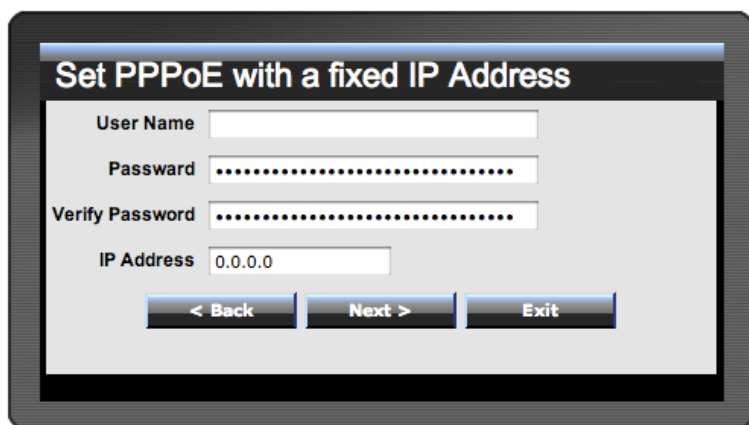 Set PPPoE with a fixed IP Address
User Name
Passward ••••••••••••••••••••••••••••••••
Verify Password ••••••••••••••••••••••••••••••••
IP Address 0.0.0.0
< Back Next > Exit